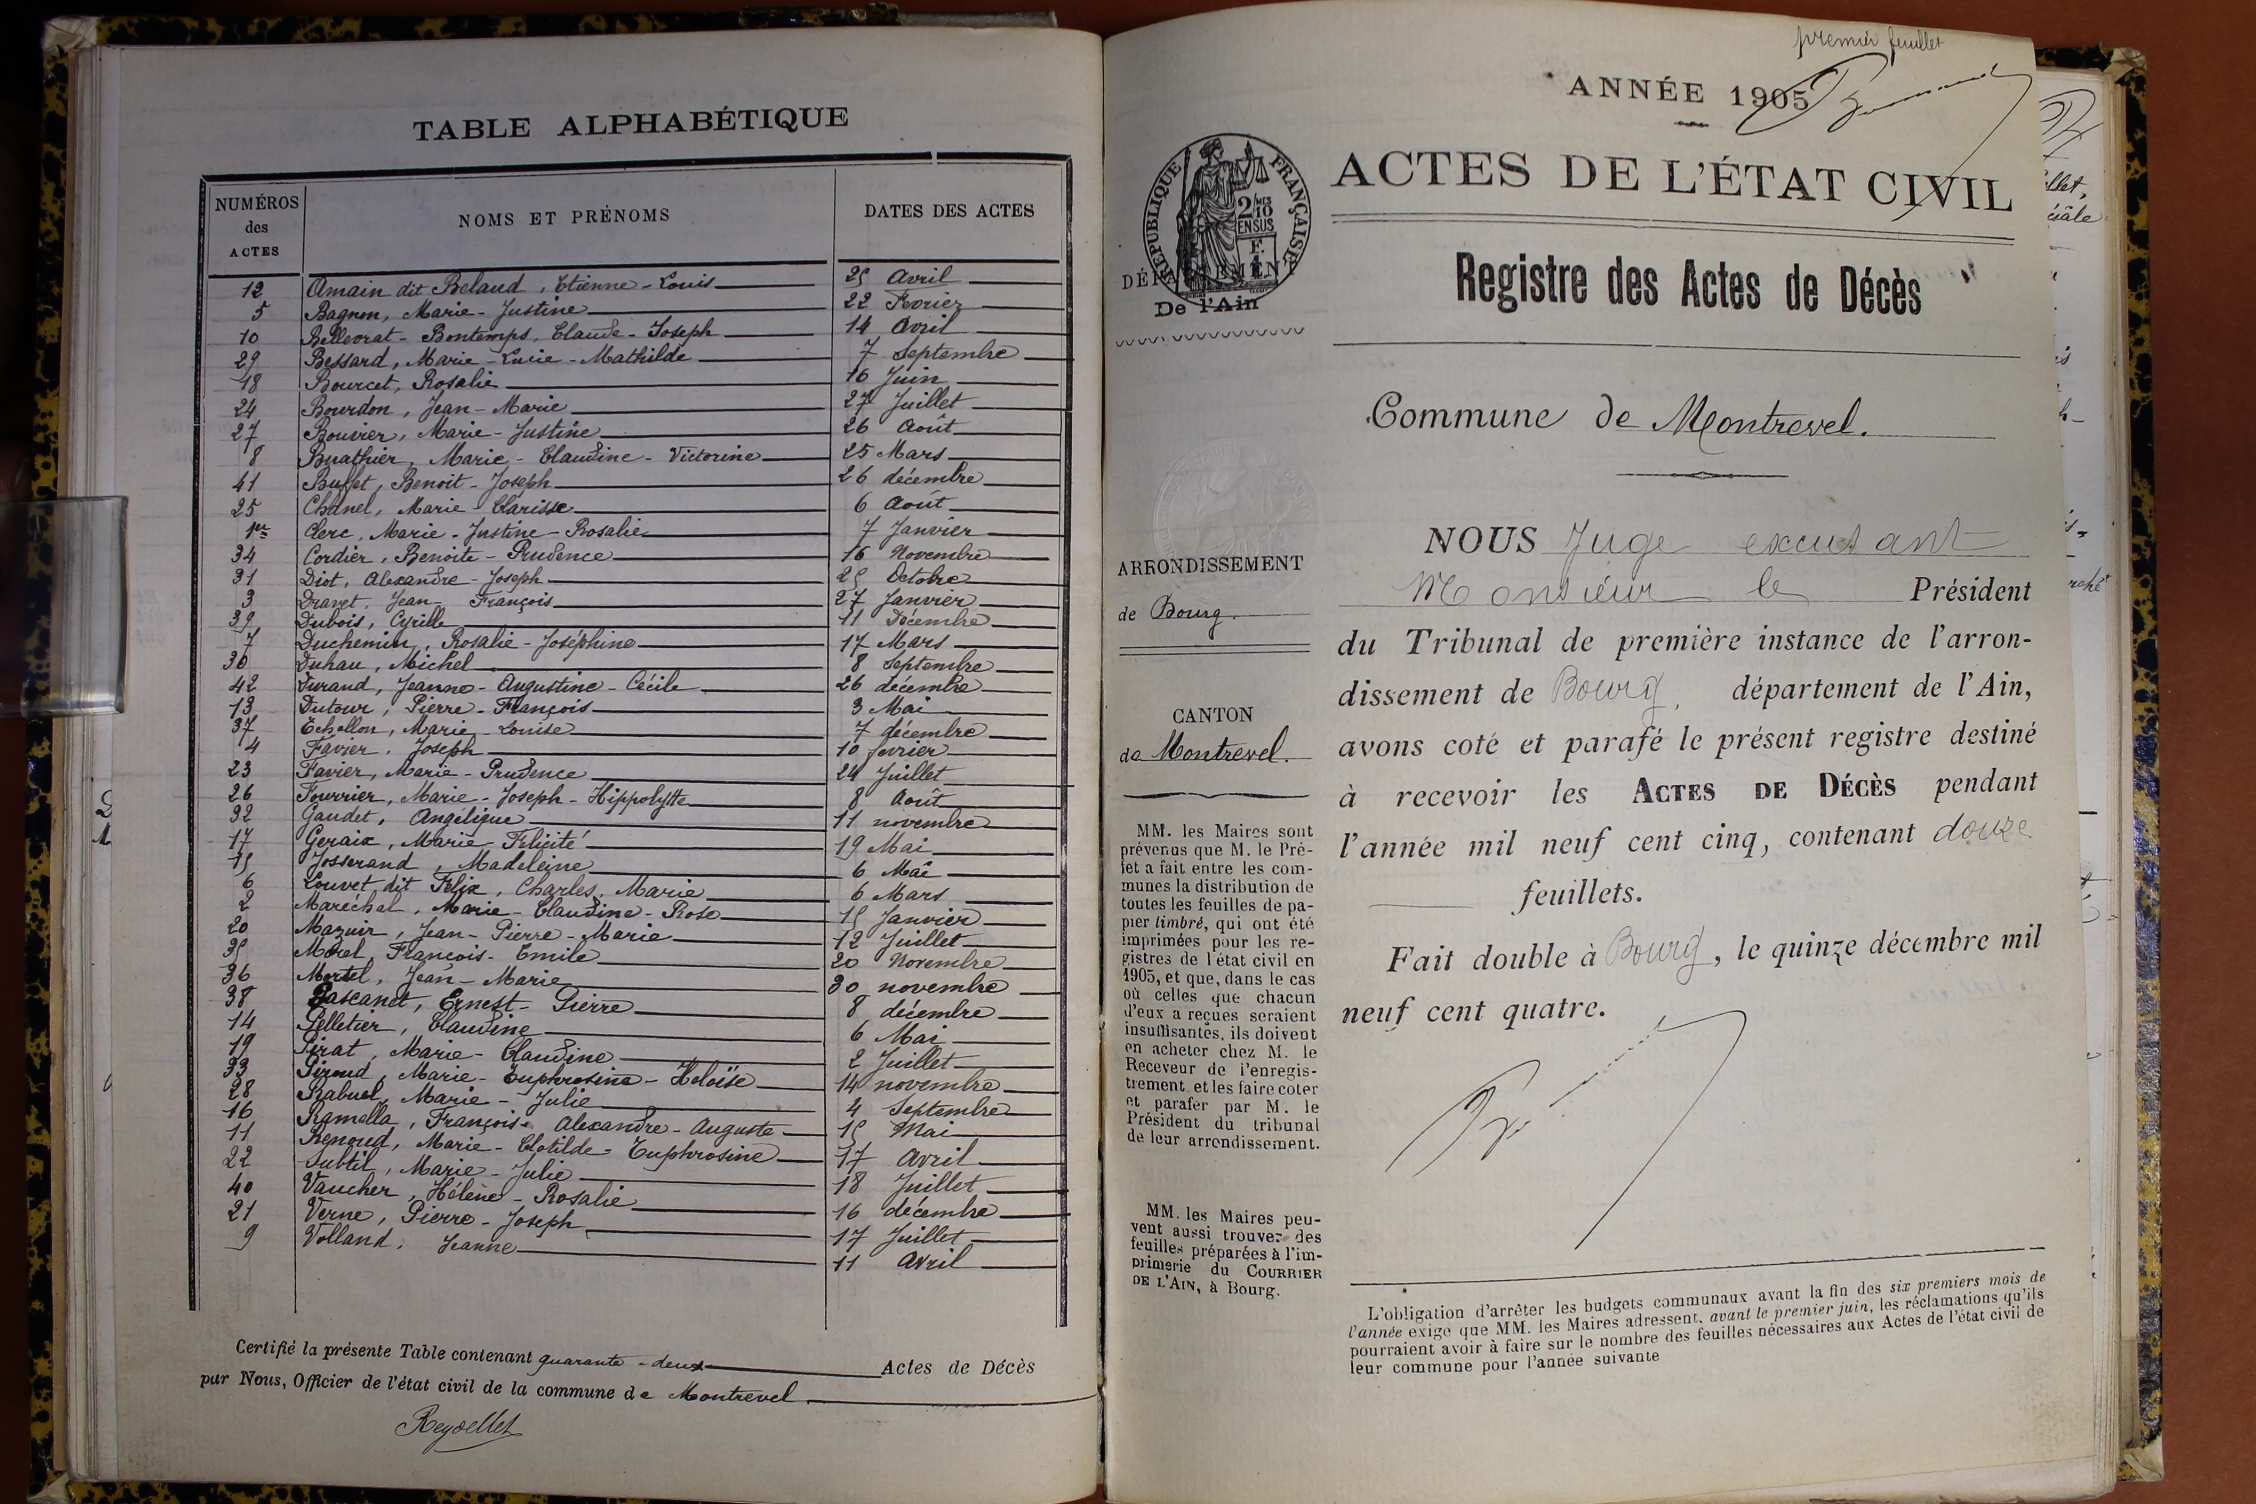 TABLE ALPHABÉTIQUE
NUMÉROS des ACTES NOMS ET PRÉNOMS DATES DES ACTES
12 Amain dit Belaud, Etienne-Louis 25 Avril
5 Bagnon, Marie-Justine 22 Fevrier
10 Bellevrat-Bontemps, Claude-Joseph 14 Avril
29 Bessard, Marie-Lucie-Mathilde 7 Septembre
18 Bourcet, Rosalie 16 Juin
24 Bourdon, Jean-Marie 27 Juillet
27 Bouvier, Marie-Justine 26 Août
8 Buathier, Marie-Claudine-Victorine 25 Mars
41 Buffet, Benoit-Joseph 26 décembre
25 Chanel, Marie Clarisse 6 Août
1er Clerc, Marie-Justine-Rosalie 7 Janvier
34 Cordier, Benoite-Prudence 16 Novembre
31 Diot, Alexandre-Joseph 25 Octobre
3 Dravet, Jean-François 27 Janvier
39 Dubois, Cyrille 11 Décembre
7 Duchemin, Rosalie-Joséphine 17 Mars
30 Duhau, Michel 8 Septembre
42 Durand, Jeanne-Augustine-Cécile 26 décembre
13 Dutour, Pierre-François 3 Mai
37 Echallon, Marie-Louise 7 décembre
4 Favier, Joseph 10 fevrier
23 Favier, Marie-Prudence 24 Juillet
26 Fourrier, Marie-Joseph-Hippolytte 8 Août
32 Gaudet, Angélique 11 novembre
17 Geraix, Marie Félicité 19 Mai
15 Josserand, Madeleine 6 Mai
6 Louvet dit Félix, Charles, Marie 6 Mars
2 Maréchal, Marie-Claudine-Rose 15 Janvier
20 Mazuir, Jean-Pierre-Marie 12 Juillet
35 Morel, François-Emile 20 Novembre
36 Mortel, Jean-Marie 30 novembre
38 Pascanet, Ernest-Pierre 8 décembre
14 Pelletier, Claudine 6 Mai
19 Pirat, Marie-Claudine 2 Juillet
33 Piroud, Marie-Euphrosine-Héloïse 14 novembre
28 Rabuel, Marie-Julie 4 Septembre
16 Ramella, François-Alexandre-Auguste 15 Mai
11 Renoud, Marie-Clotilde-Euphrosine 17 Avril
22 Subtil, Marie-Julie 18 Juillet
40 Vaucher, Hélène-Rosalie 16 décembre
21 Verne, Pierre-Joseph 17 Juillet
9 Volland, Jeanne 11 Avril
Certifié la présente Table contenant quarante-deux Actes de Décès
par Nous, Officier de l'état civil de la commune de Montrevel
Reydellet
premier feuillet
ANNÉE 1905
RÉPUBLIQUE FRANÇAISE
2/10 EN SUS
DÉPARTEMENT
De l'Ain
ACTES DE L'ÉTAT CIVIL
Registre des Actes de Décès
Commune de Montrevel.
ARRONDISSEMENT
de Bourg.
CANTON
de Montrevel.
MM. les Maires sont
prévenus que M. le Pré-
fet a fait entre les com-
munes la distribution de
toutes les feuilles de pa-
pier timbré, qui ont été
imprimées pour les re-
gistres de l'état civil en
1905, et que, dans le cas
où celles que chacun
d'eux a reçues seraient
insuffisantes, ils doivent
en acheter chez M. le
Receveur de l'enregis-
trement et les faire coter
et parafer par M. le
Président du tribunal
de leur arrondissement.
MM. les Maires peu-
vent aussi trouver des
feuilles préparées à l'im-
primerie du COURRIER
DE L'AIN, à Bourg.
NOUS Juge excusant
Monsieur le Président
du Tribunal de première instance de l'arron-
dissement de Bourg, département de l'Ain,
avons coté et parafé le présent registre destiné
à recevoir les ACTES DE DÉCÈS pendant
l'année mil neuf cent cinq, contenant douze
feuillets.
Fait double à Bourg, le quinze décembre mil
neuf cent quatre.
L'obligation d'arrêter les budgets communaux avant la fin des six premiers mois de
l'année exige que MM. les Maires adressent, avant le premier juin, les réclamations qu'ils
pourraient avoir à faire sur le nombre des feuilles nécessaires aux Actes de l'état civil de
leur commune pour l'année suivante